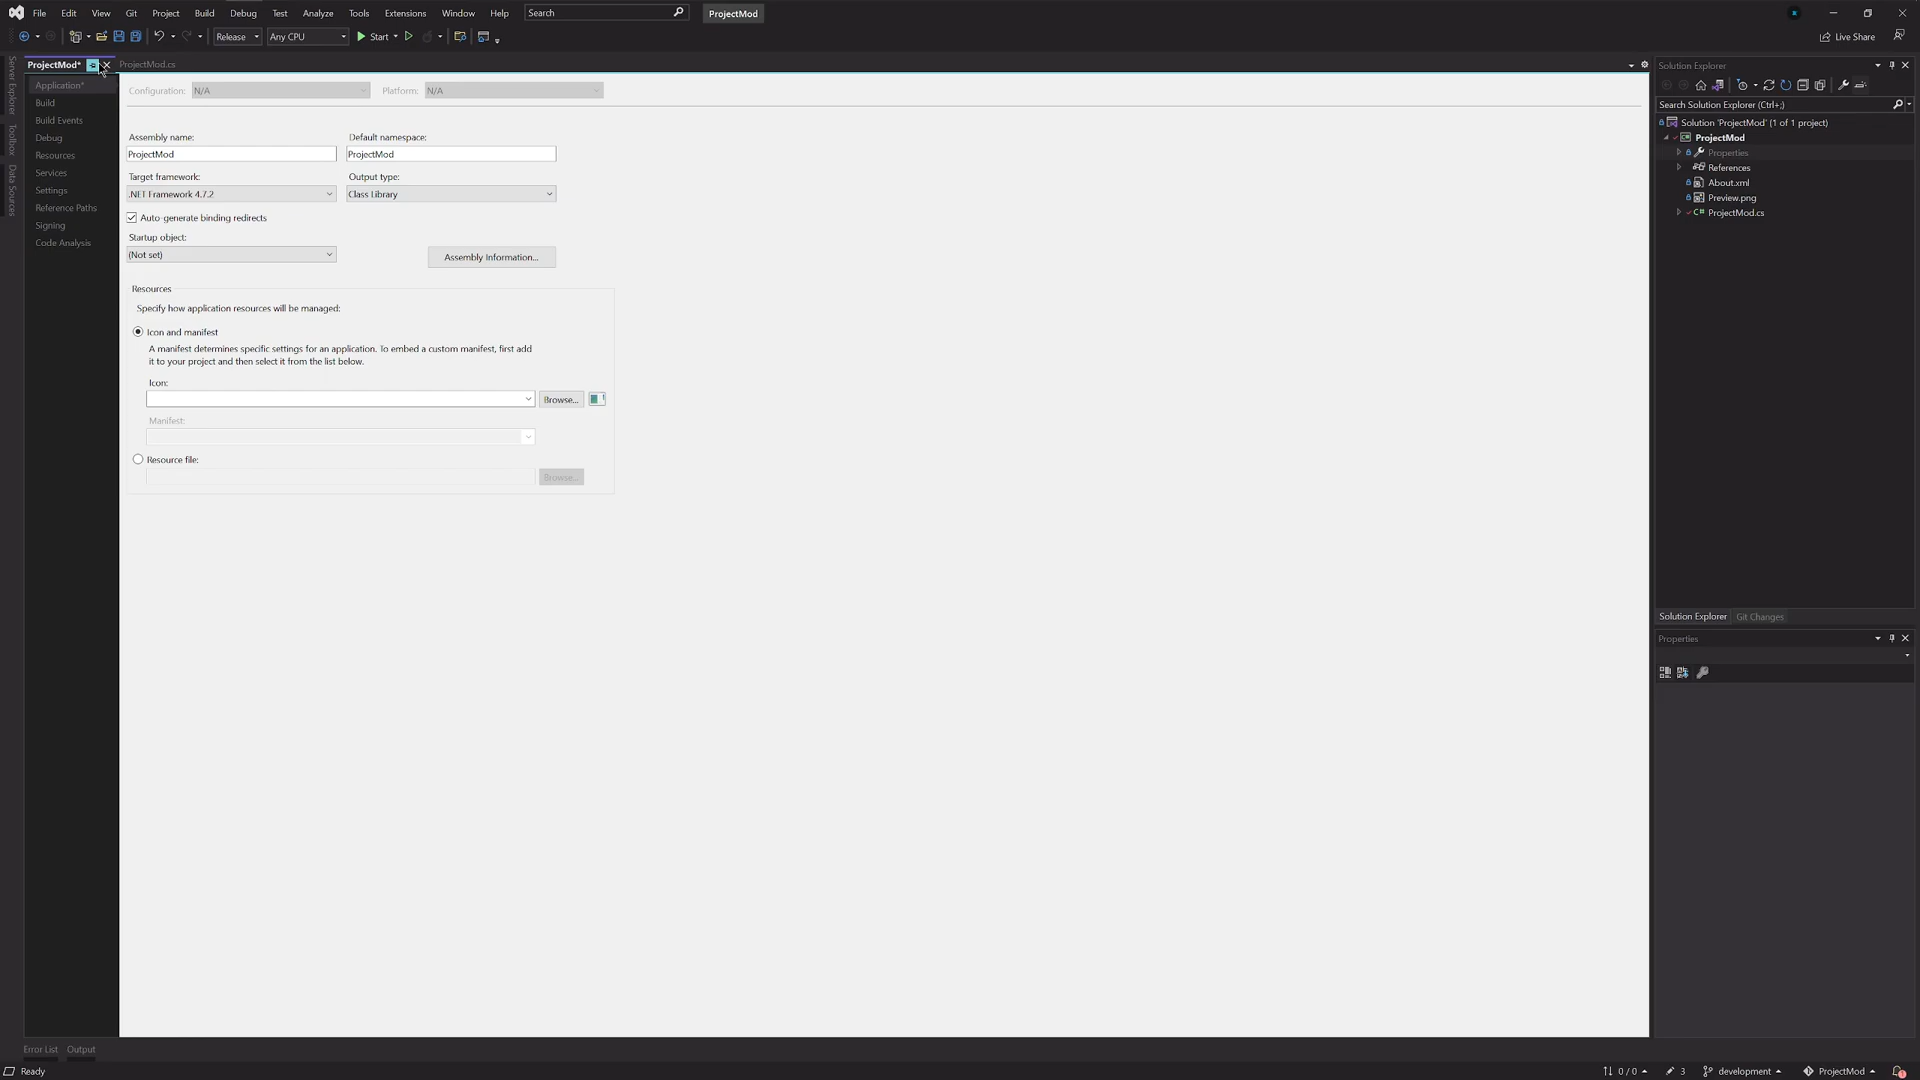 File Edit View Git Project Build Debug Test Analyze Tools Extensions Window Help Search ProjectMod
Release Any CPU Start Live Share
ProjectMod* ProjectMod.cs
Server Explorer
Toolbox
Data Sources
Application*
Build
Build Events
Debug
Resources
Services
Settings
Reference Paths
Signing
Code Analysis
Configuration: N/A Platform: N/A
Assembly name: Default namespace:
ProjectMod ProjectMod
Target framework: Output type:
.NET Framework 4.7.2 Class Library
Auto-generate binding redirects
Startup object:
(Not set) Assembly Information...
Resources
Specify how application resources will be managed:
Icon and manifest
A manifest determines specific settings for an application. To embed a custom manifest, first add
it to your project and then select it from the list below.
Icon:
Browse...
Manifest:
Resource file:
Browse...
Solution Explorer
Search Solution Explorer (Ctrl+;)
Solution 'ProjectMod' (1 of 1 project)
ProjectMod
Properties
References
About.xml
Preview.png
C# ProjectMod.cs
Solution Explorer Git Changes
Properties
Error List Output
Ready 0 / 0 3 development ProjectMod